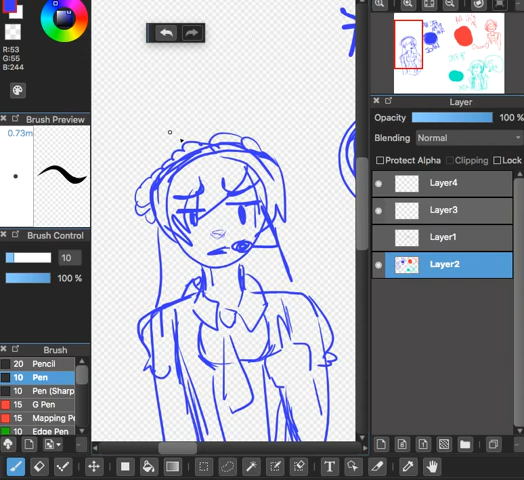 R:53
G:51
B:244
Brush Preview
0.73m
Brush Control
10
100 %
Brush
20 Pencil
10 Pen
10 Pen (Sharp
15 G Pen
15 Mapping Pe
10 Edge Pen
Layer
Opacity 100 %
Blending Normal
Protect Alpha Clipping Lock
Layer4
Layer3
Layer1
Layer2
T